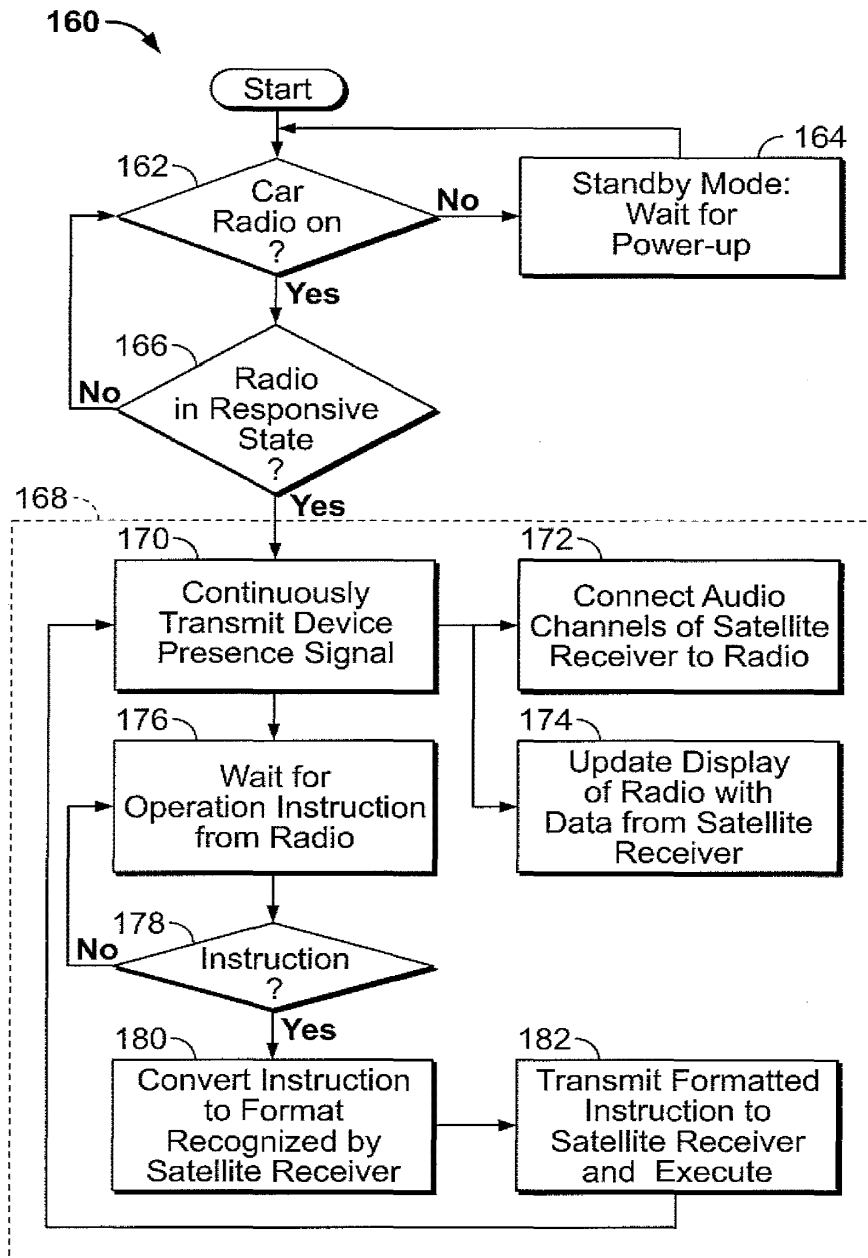 160
Start
162
Car
Radio on
?
No
Yes
164
Standby Mode:
Wait for
Power-up
166
Radio
in Responsive
State
?
No
Yes
168
170
Continuously
Transmit Device
Presence Signal
172
Connect Audio
Channels of Satellite
Receiver to Radio
174
Update Display
of Radio with
Data from Satellite
Receiver
176
Wait for
Operation Instruction
from Radio
178
Instruction
?
No
Yes
180
Convert Instruction
to Format
Recognized by
Satellite Receiver
182
Transmit Formatted
Instruction to
Satellite Receiver
and Execute